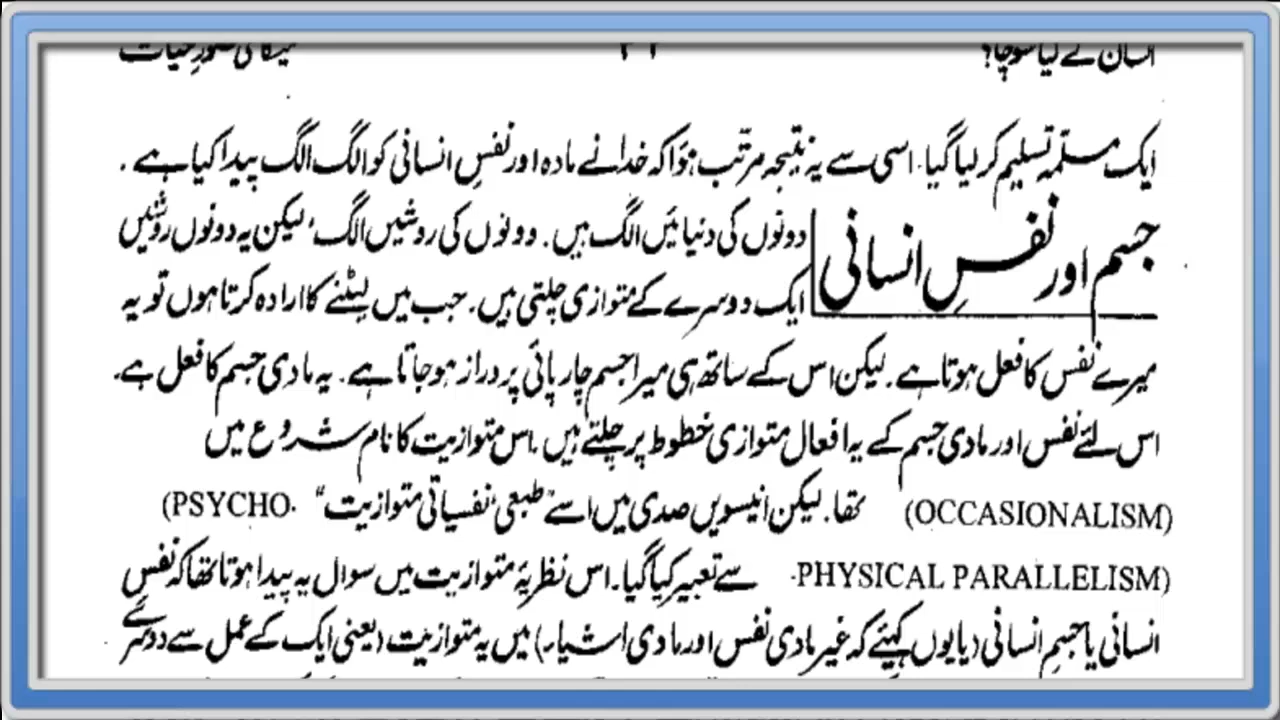 انسان نے کیا سوچا؟ ۳۶ میکانکی تصورِ حیات
ایک مسلّمہ تسلیم کر لیا گیا۔ اسی سے یہ نتیجہ مرتّب ہؤا کہ خدا نے مادہ اور نفسِ انسانی کو الگ الگ پیدا کیا ہے۔
جسم اور نفسِ انسانی
دونوں کی دنیائیں الگ ہیں۔ دونوں کی روشیں الگ، لیکن یہ دونوں روشیں
ایک دوسرے کے متوازی چلتی ہیں۔ جب میں لیٹنے کا ارادہ کرتا ہوں تو یہ
میرے نفس کا فعل ہوتا ہے۔ لیکن اس کے ساتھ ہی میرا جسم چارپائی پر دراز ہو جاتا ہے۔ یہ مادی جسم کا فعل ہے۔
اس لئے نفس اور مادی جسم کے یہ افعال متوازی خطوط پر چلتے ہیں۔ اس متوازیت کا نام شروع میں
(OCCASIONALISM) تھا۔ لیکن انیسویں صدی میں اسے "طبعی نفسیاتی متوازیت" (PSYCHO-
PHYSICAL PARALLELISM) سے تعبیر کیا گیا۔ اس نظریۂ متوازیت میں سوال یہ پیدا ہوتا تھا کہ نفسِ
انسانی یا جسمِ انسانی (یا یوں کہیئے کہ غیر مادی نفس اور مادی اشیاء) میں یہ متوازیت (یعنی ایک کے عمل سے دوسرے